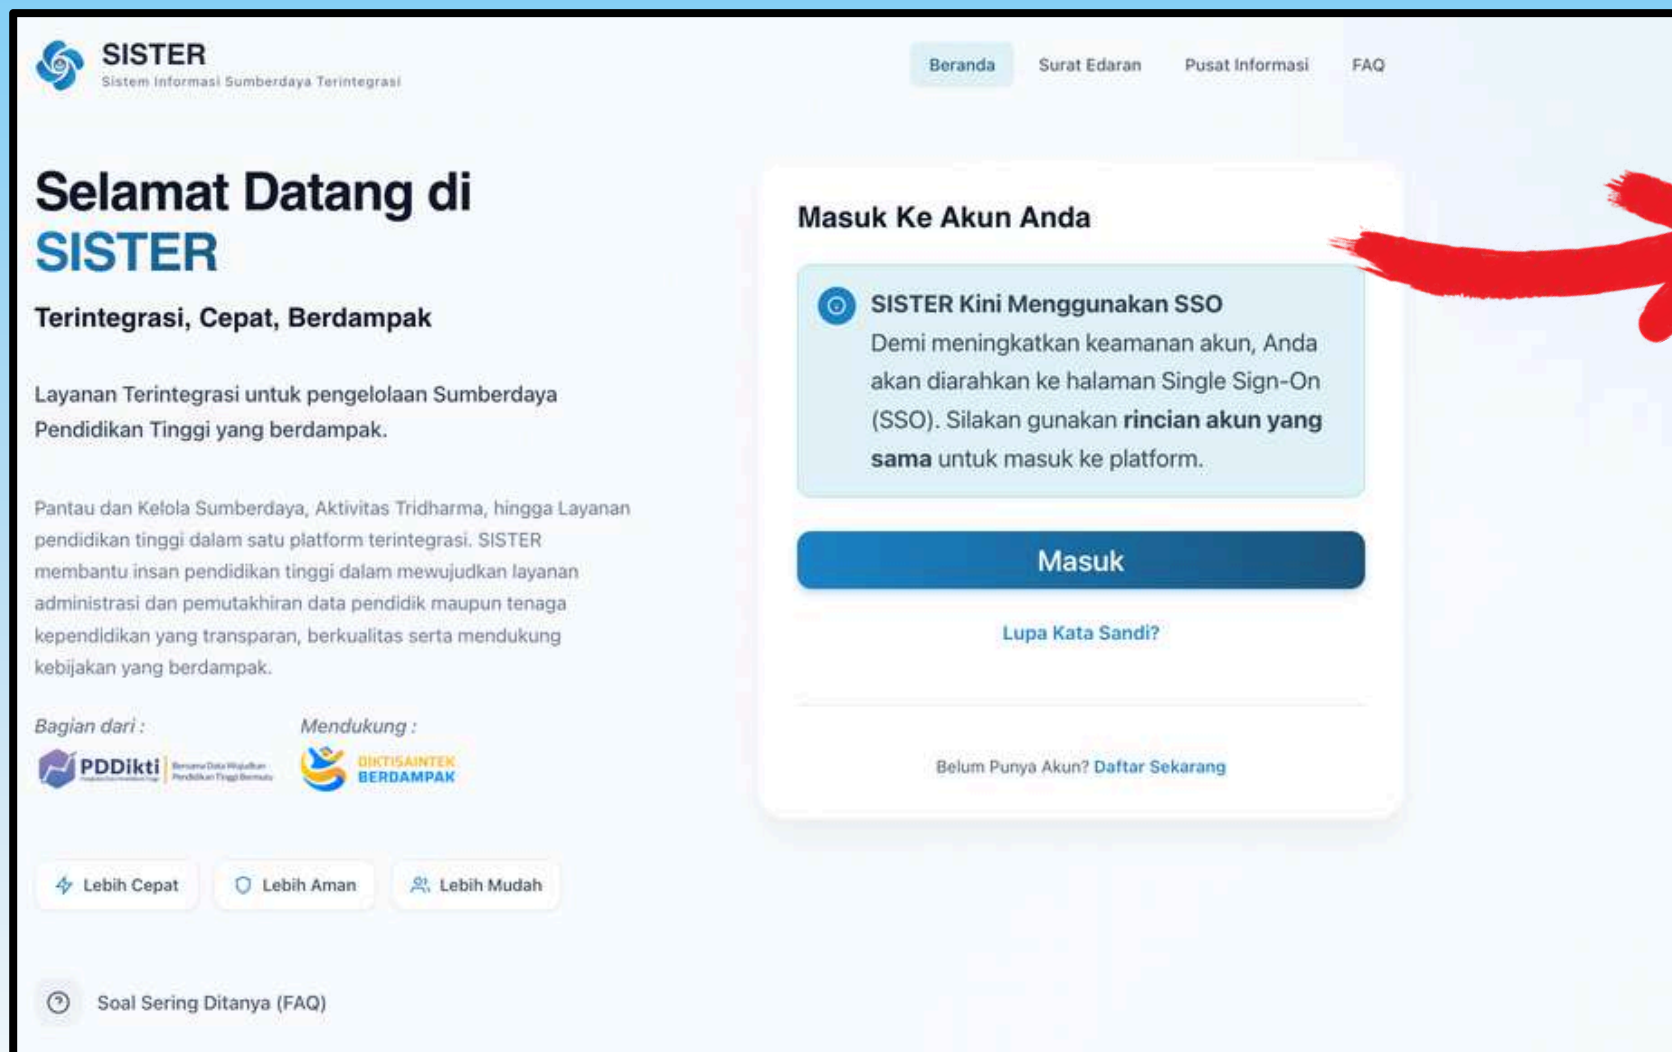 SISTER
Sistem Informasi Sumberdaya Terintegrasi
Beranda
Surat Edaran
Pusat Informasi
FAQ
Selamat Datang di
SISTER
Terintegrasi, Cepat, Berdampak
Layanan Terintegrasi untuk pengelolaan Sumberdaya
Pendidikan Tinggi yang berdampak.
Pantau dan Kelola Sumberdaya, Aktivitas Tridharma, hingga Layanan
pendidikan tinggi dalam satu platform terintegrasi. SISTER
membantu insan pendidikan tinggi dalam mewujudkan layanan
administrasi dan pemutakhiran data pendidik maupun tenaga
kependidikan yang transparan, berkualitas serta mendukung
kebijakan yang berdampak.
Bagian dari :
PDDikti
Bersama Data Wujudkan
Pendidikan Tinggi Bermutu
Mendukung :
DIKTISAINTEK
BERDAMPAK
Lebih Cepat
Lebih Aman
Lebih Mudah
Soal Sering Ditanya (FAQ)
Masuk Ke Akun Anda
SISTER Kini Menggunakan SSO
Demi meningkatkan keamanan akun, Anda
akan diarahkan ke halaman Single Sign-On
(SSO). Silakan gunakan rincian akun yang
sama untuk masuk ke platform.
Masuk
Lupa Kata Sandi?
Belum Punya Akun? Daftar Sekarang